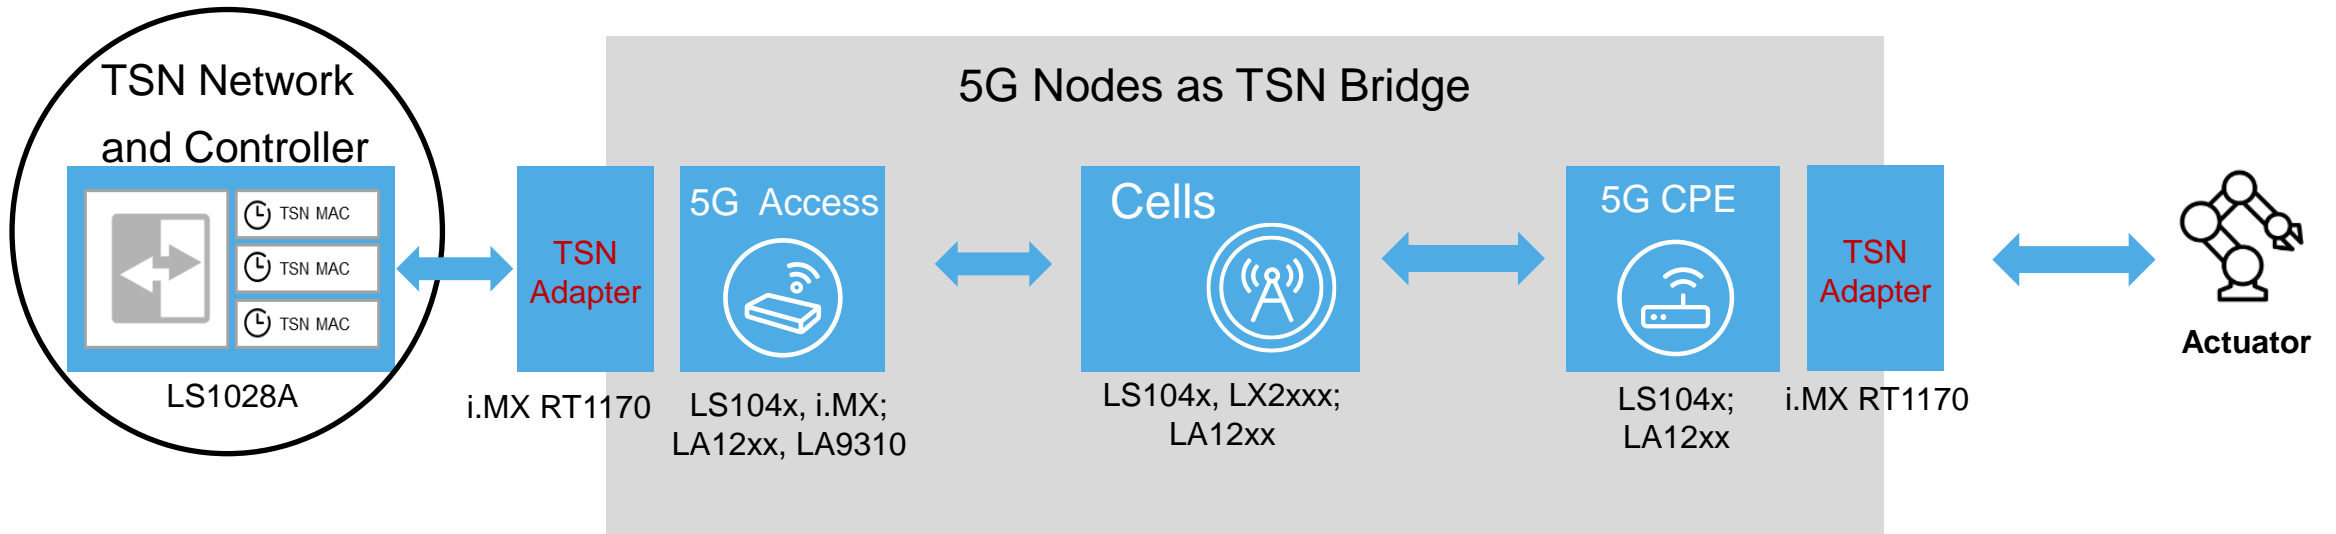 TSN Network
and Controller
TSN MAC
TSN MAC
TSN MAC
LS1028A
5G Nodes as TSN Bridge
TSN
Adapter
i.MX RT1170
5G Access
LS104x, i.MX;
LA12xx, LA9310
Cells
LS104x, LX2xxx;
LA12xx
5G CPE
LS104x;
LA12xx
TSN
Adapter
i.MX RT1170
Actuator